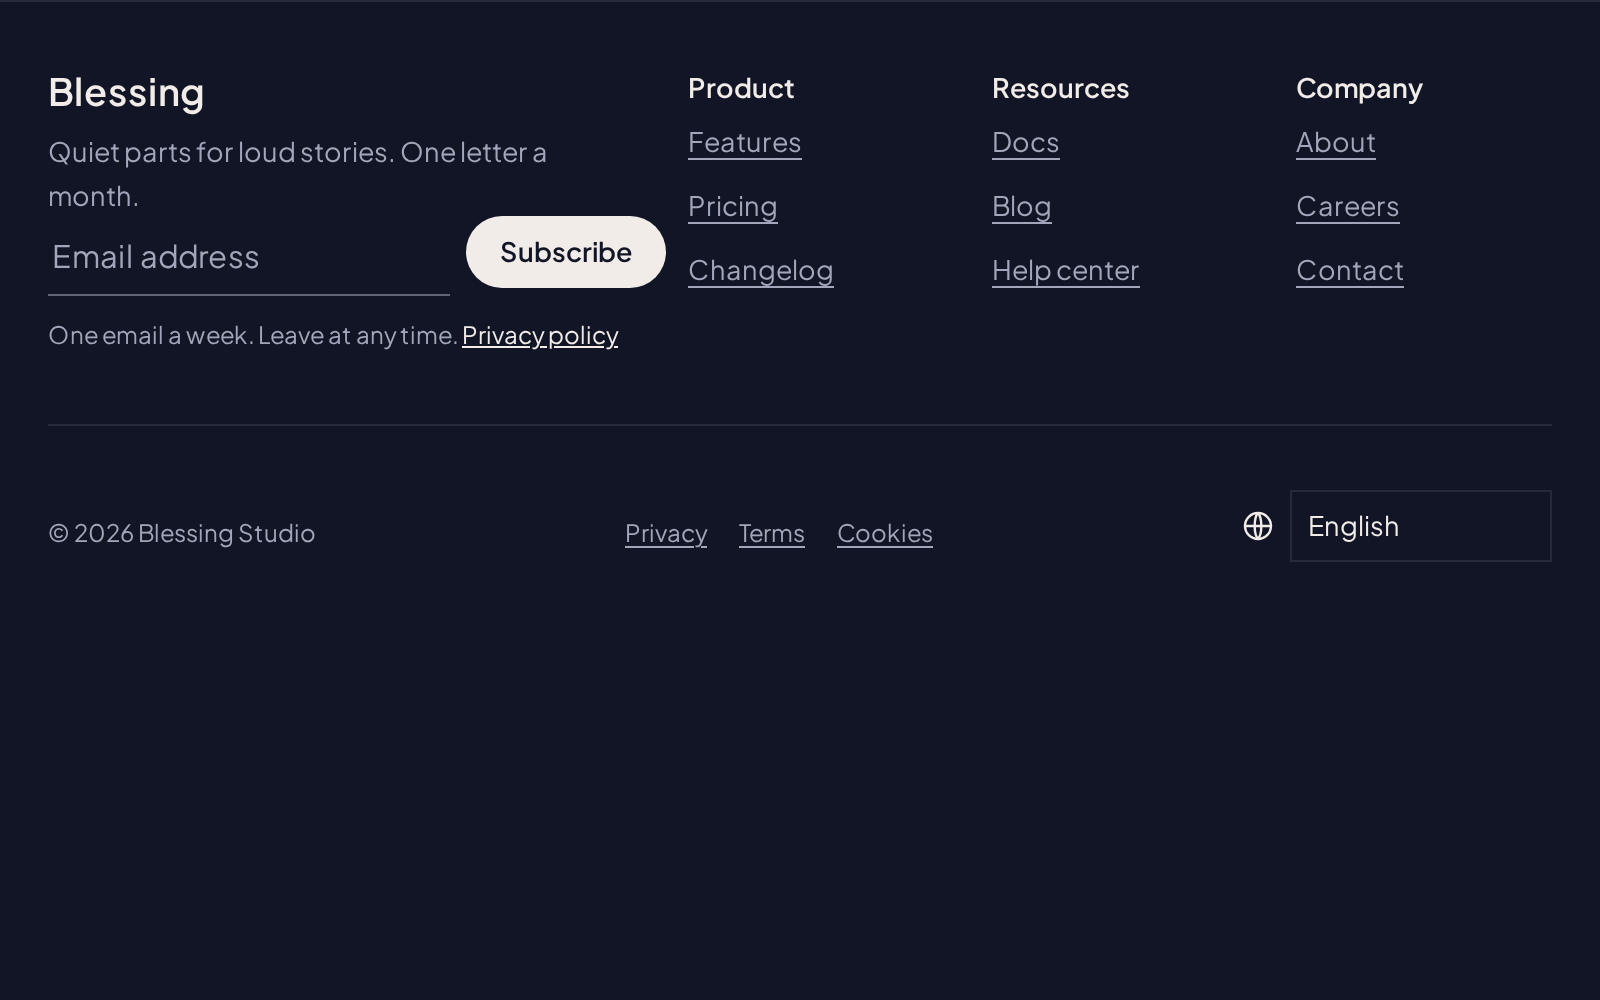 Blessing
Quiet parts for loud stories. One letter a
month.
Email address
Subscribe
One email a week. Leave at any time. Privacy policy
Product
Features
Pricing
Changelog
Resources
Docs
Blog
Help center
Company
About
Careers
Contact
© 2026 Blessing Studio
Privacy
Terms
Cookies
English